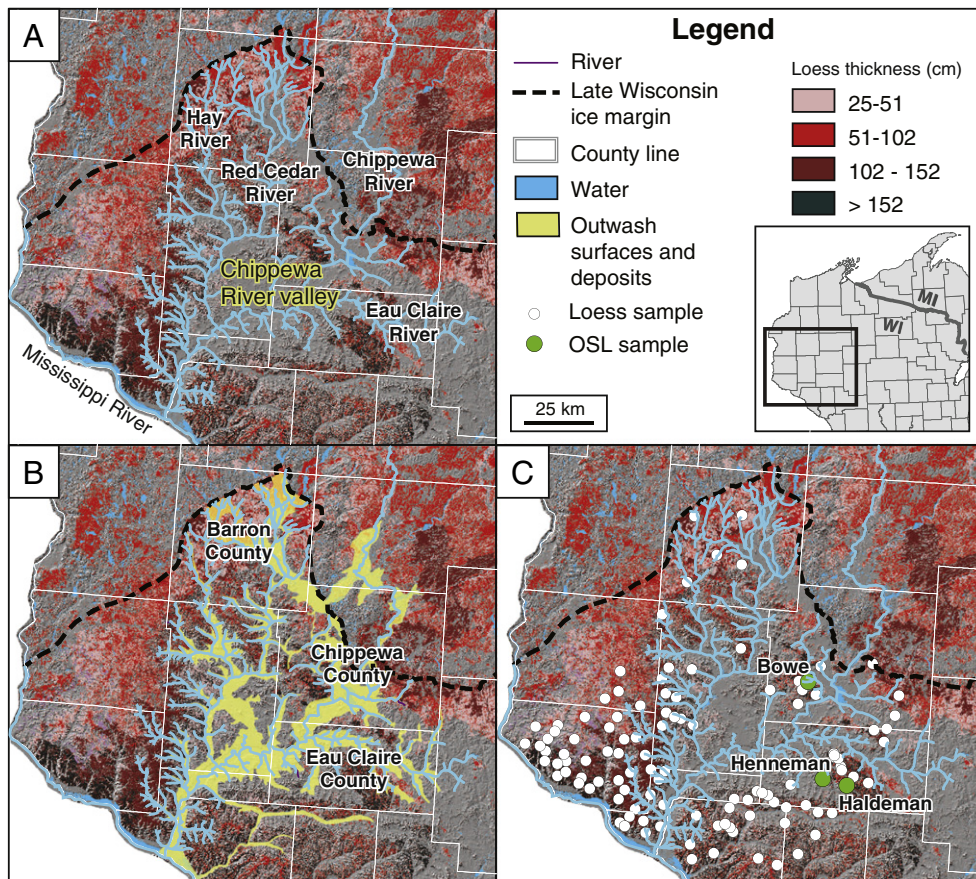 A
Hay
River
Red Cedar
River
Chippewa
River
Chippewa
River valley
Eau Claire
River
Mississippi River
Legend
River
Late Wisconsin
ice margin
County line
Water
Outwash
surfaces and
deposits
Loess sample
OSL sample
25 km
Loess thickness (cm)
25-51
51-102
102 - 152
> 152
MI
WI
B
Barron
County
Chippewa
County
Eau Claire
County
C
Bowe
Henneman
Haldeman